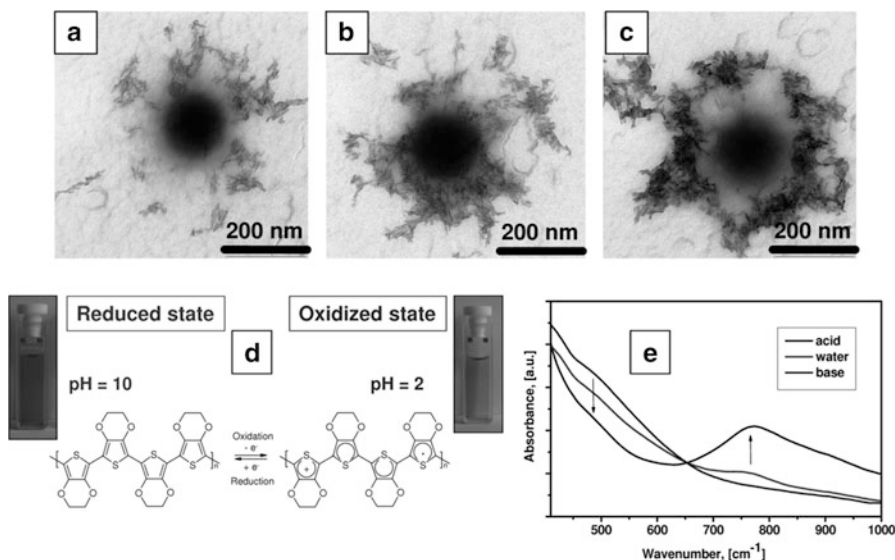 a
b
c
200 nm
200 nm
200 nm
Reduced state
d
Oxidized state
pH = 10
pH = 2
S
S
S
S
O
O
O
O
O
O
O
O
n
Oxidation
- e⁻
+ e⁻
Reduction
S
S
S
S
O
O
O
O
O
O
O
O
+
•
n
e
acid
water
base
Absorbance, [a.u.]
500
600
700
800
900
1000
Wavenumber, [cm⁻¹]